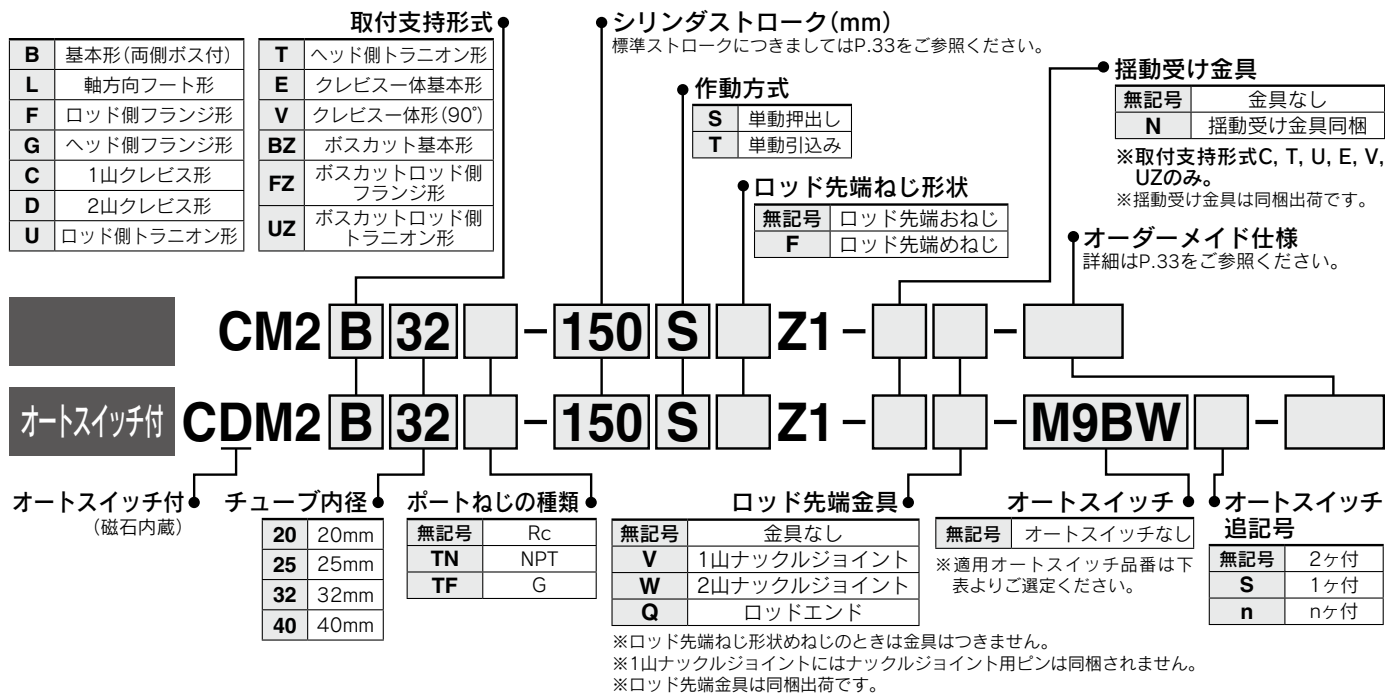 取付支持形式
B 基本形(両側ボス付)
L 軸方向フート形
F ロッド側フランジ形
G ヘッド側フランジ形
C 1山クレビス形
D 2山クレビス形
U ロッド側トラニオン形
T ヘッド側トラニオン形
E クレビス一体基本形
V クレビス一体形(90°)
BZ ボスカット基本形
FZ ボスカットロッド側
フランジ形
UZ ボスカットロッド側
トラニオン形
シリンダストローク(mm)
標準ストロークにつきましてはP.33をご参照ください。
作動方式
S 単動押出し
T 単動引込み
ロッド先端ねじ形状
無記号 ロッド先端おねじ
F ロッド先端めねじ
揺動受け金具
無記号 金具なし
N 揺動受け金具同梱
※取付支持形式C, T, U, E, V,
UZのみ。
※揺動受け金具は同梱出荷です。
オーダーメイド仕様
詳細はP.33をご参照ください。
CM2 B 32 - 150 S Z1 - -
オートスイッチ付 CDM2 B 32 - 150 S Z1 - - M9BW -
オートスイッチ付
(磁石内蔵)
チューブ内径
20 20mm
25 25mm
32 32mm
40 40mm
ポートねじの種類
無記号 Rc
TN NPT
TF G
ロッド先端金具
無記号 金具なし
V 1山ナックルジョイント
W 2山ナックルジョイント
Q ロッドエンド
※ロッド先端ねじ形状めねじのときは金具はつきません。
※1山ナックルジョイントにはナックルジョイント用ピンは同梱されません。
※ロッド先端金具は同梱出荷です。
オートスイッチ
無記号 オートスイッチなし
※適用オートスイッチ品番は下
表よりご選定ください。
オートスイッチ
追記号
無記号 2ヶ付
S 1ヶ付
n nヶ付